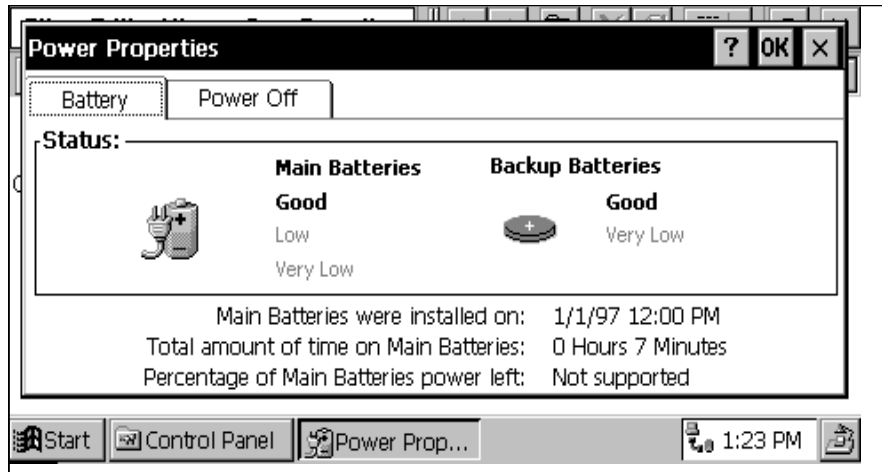 Power Properties
? OK ×
Battery Power Off
Status:
Main Batteries Backup Batteries
Good Good
Low Very Low
Very Low
Main Batteries were installed on: 1/1/97 12:00 PM
Total amount of time on Main Batteries: 0 Hours 7 Minutes
Percentage of Main Batteries power left: Not supported
Start Control Panel Power Prop... 1:23 PM